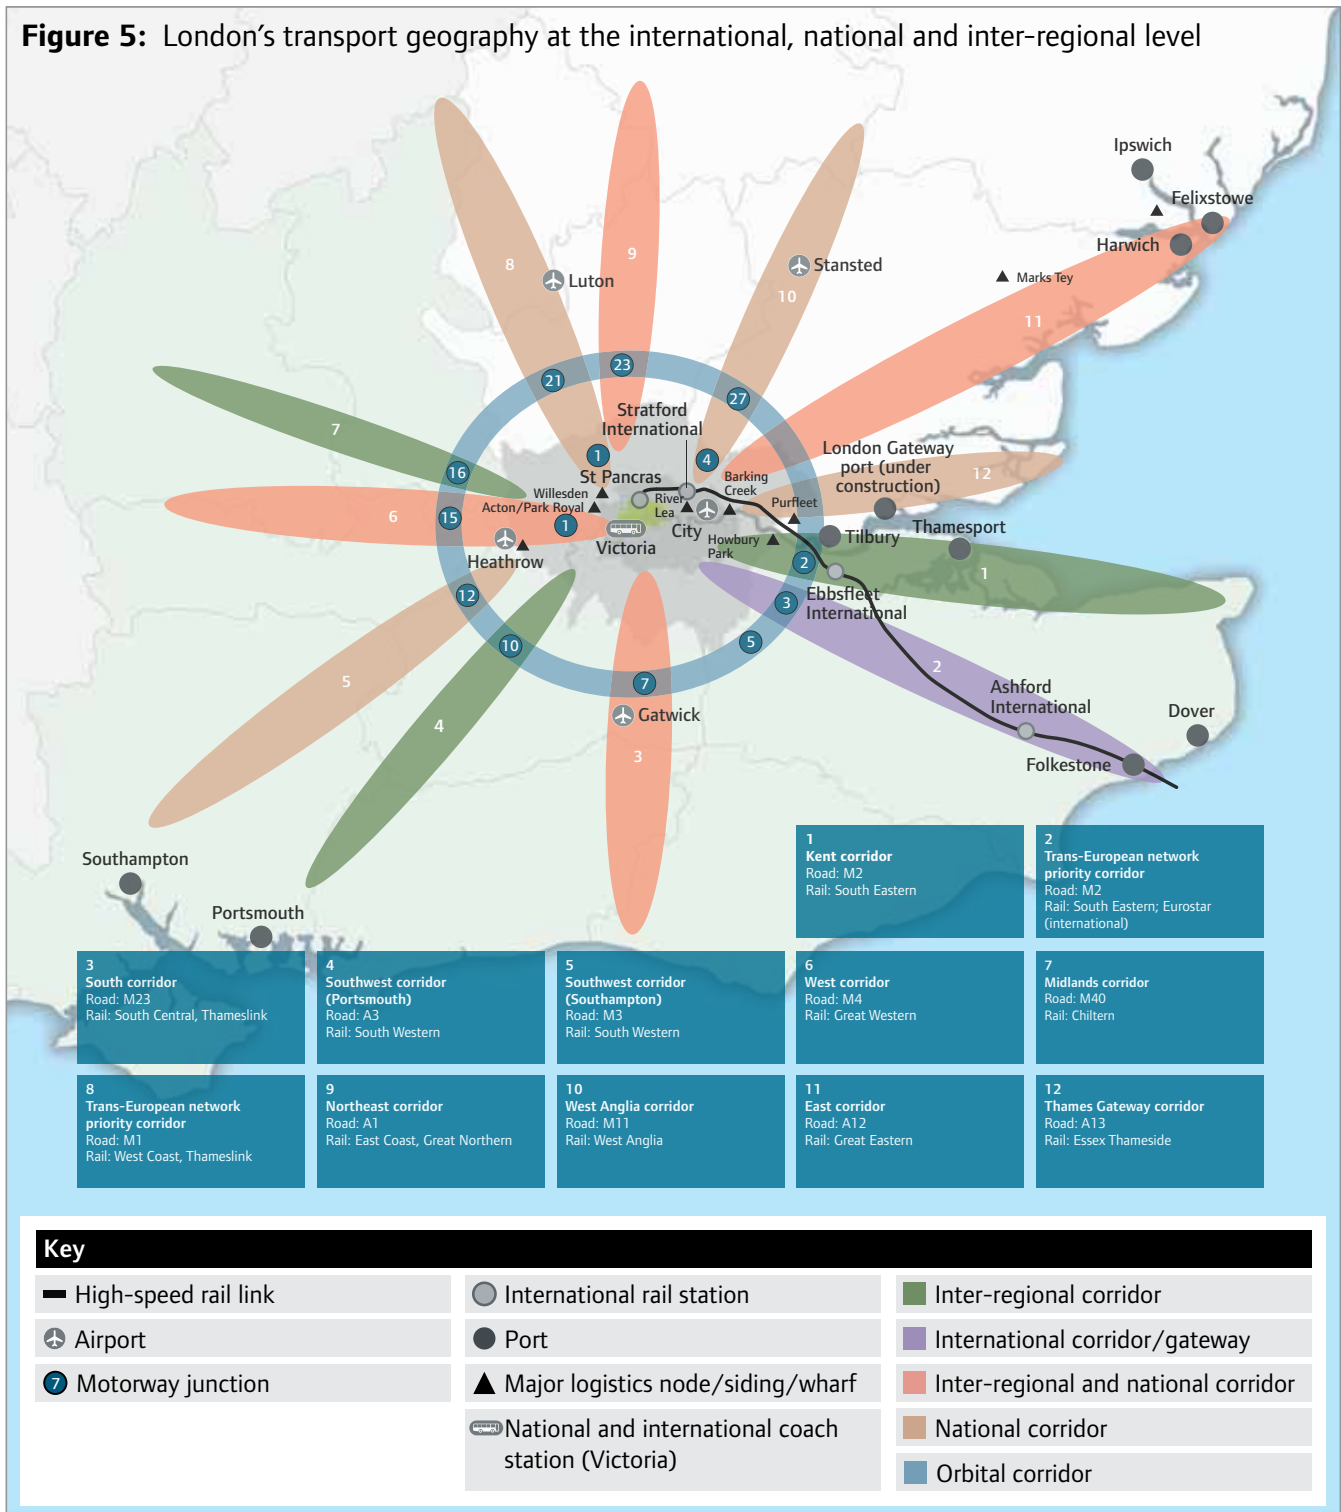 Figure 5: London's transport geography at the international, national and inter-regional level
Ipswich
Felixstowe
Harwich
Marks Tey
11
9
8
Luton
Stansted
10
23
21
27
Stratford
International
7
16
1
4
St Pancras
Barking
Creek
London Gateway
port (under
construction)
12
Willesden
Acton/Park Royal
River
Lea
Purfleet
6
15
1
City
Victoria
Heathrow
Howbury
Park
Tilbury
Thamesport
2
1
12
3
Ebbsfleet
International
10
5
2
5
7
Gatwick
4
3
Ashford
International
Dover
Folkestone
Southampton
Portsmouth
1
Kent corridor
Road: M2
Rail: South Eastern
2
Trans-European network
priority corridor
Road: M2
Rail: South Eastern; Eurostar
(international)
3
South corridor
Road: M23
Rail: South Central, Thameslink
4
Southwest corridor
(Portsmouth)
Road: A3
Rail: South Western
5
Southwest corridor
(Southampton)
Road: M3
Rail: South Western
6
West corridor
Road: M4
Rail: Great Western
7
Midlands corridor
Road: M40
Rail: Chiltern
8
Trans-European network
priority corridor
Road: M1
Rail: West Coast, Thameslink
9
Northeast corridor
Road: A1
Rail: East Coast, Great Northern
10
West Anglia corridor
Road: M11
Rail: West Anglia
11
East corridor
Road: A12
Rail: Great Eastern
12
Thames Gateway corridor
Road: A13
Rail: Essex Thameside
Key
High-speed rail link
Airport
7 Motorway junction
International rail station
Port
Major logistics node/siding/wharf
National and international coach
station (Victoria)
Inter-regional corridor
International corridor/gateway
Inter-regional and national corridor
National corridor
Orbital corridor